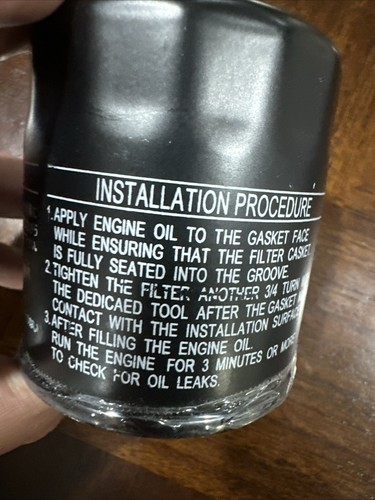 INSTALLATION PROCEDURE
1.APPLY ENGINE OIL TO THE GASKET FACE
WHILE ENSURING THAT THE FILTER CASKET
IS FULLY SEATED INTO THE GROOVE.
2.TIGHTEN THE FILTER ANOTHER 3/4 TURN
THE DEDICAED TOOL AFTER THE GASKET
CONTACT WITH THE INSTALLATION SURFACE
3.AFTER FILLING THE ENGINE OIL.
RUN THE ENGINE FOR 3 MINUTES OR MORE
TO CHECK FOR OIL LEAKS.